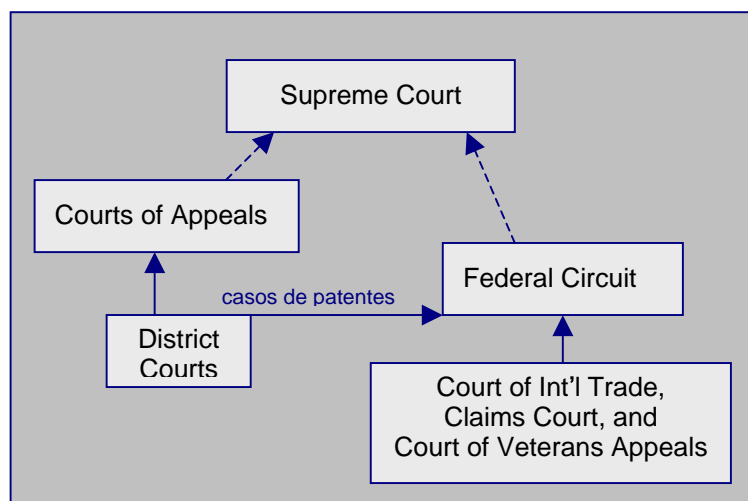 Supreme Court
Courts of Appeals
Federal Circuit
casos de patentes
District
Courts
Court of Int'l Trade,
Claims Court, and
Court of Veterans Appeals